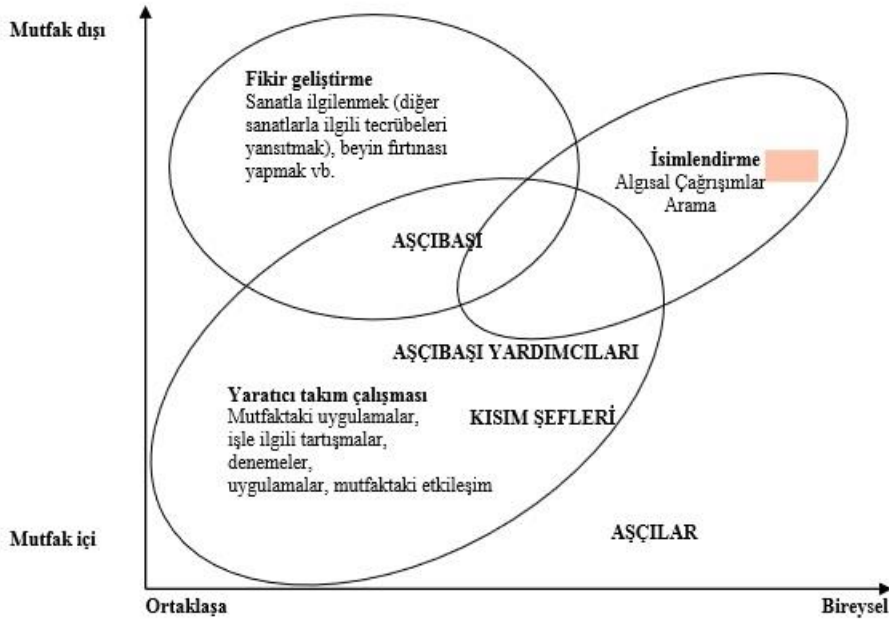 Mutfak dışı
Fikir geliştirme
Sanatla ilgilenmek (diğer
sanatlarla ilgili tecrübeleri
yansıtmak), beyin fırtınası
yapmak vb.
İsimlendirme
Algısal Çağrışımlar
Arama
AŞÇIBAŞI
AŞÇIBAŞI YARDIMCILARI
Yaratıcı takım çalışması
Mutfaktaki uygulamalar,
işle ilgili tartışmalar,
denemeler,
uygulamalar, mutfaktaki etkileşim
KISIM ŞEFLERİ
AŞÇILAR
Mutfak içi
Ortaklaşa
Bireysel